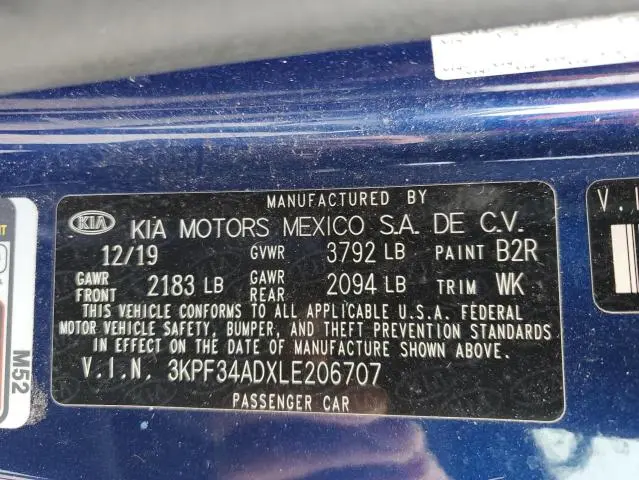 MANUFACTURED BY
KIA KIA MOTORS MEXICO S.A. DE C.V.
12/19 GVWR 3792 LB PAINT B2R
GAWR FRONT 2183 LB GAWR REAR 2094 LB TRIM WK
THIS VEHICLE CONFORMS TO ALL APPLICABLE U.S.A. FEDERAL
MOTOR VEHICLE SAFETY, BUMPER, AND THEFT PREVENTION STANDARDS
IN EFFECT ON THE DATE OF MANUFACTURE SHOWN ABOVE.
V.I.N. 3KPF34ADXLE206707
PASSENGER CAR
M52
V.I